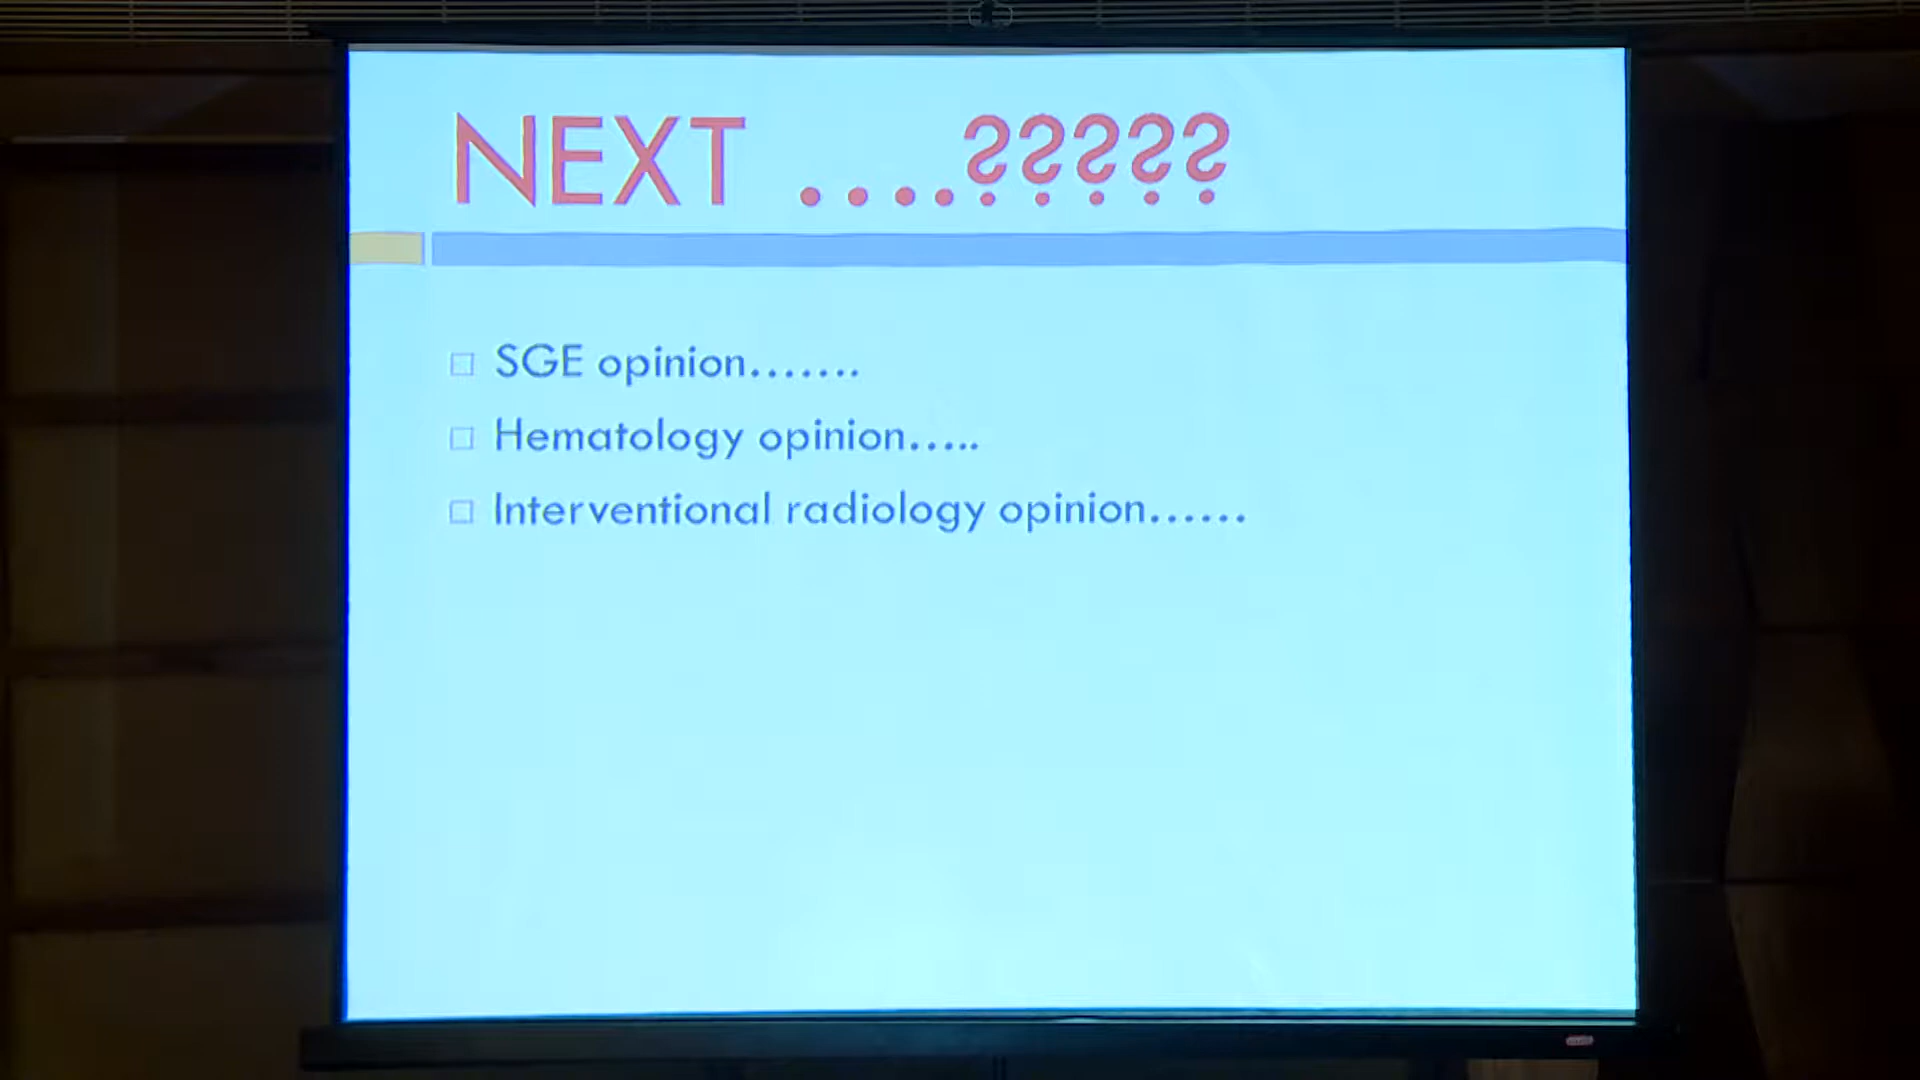 NEXT ....?????
SGE opinion.......
Hematology opinion.....
Interventional radiology opinion......